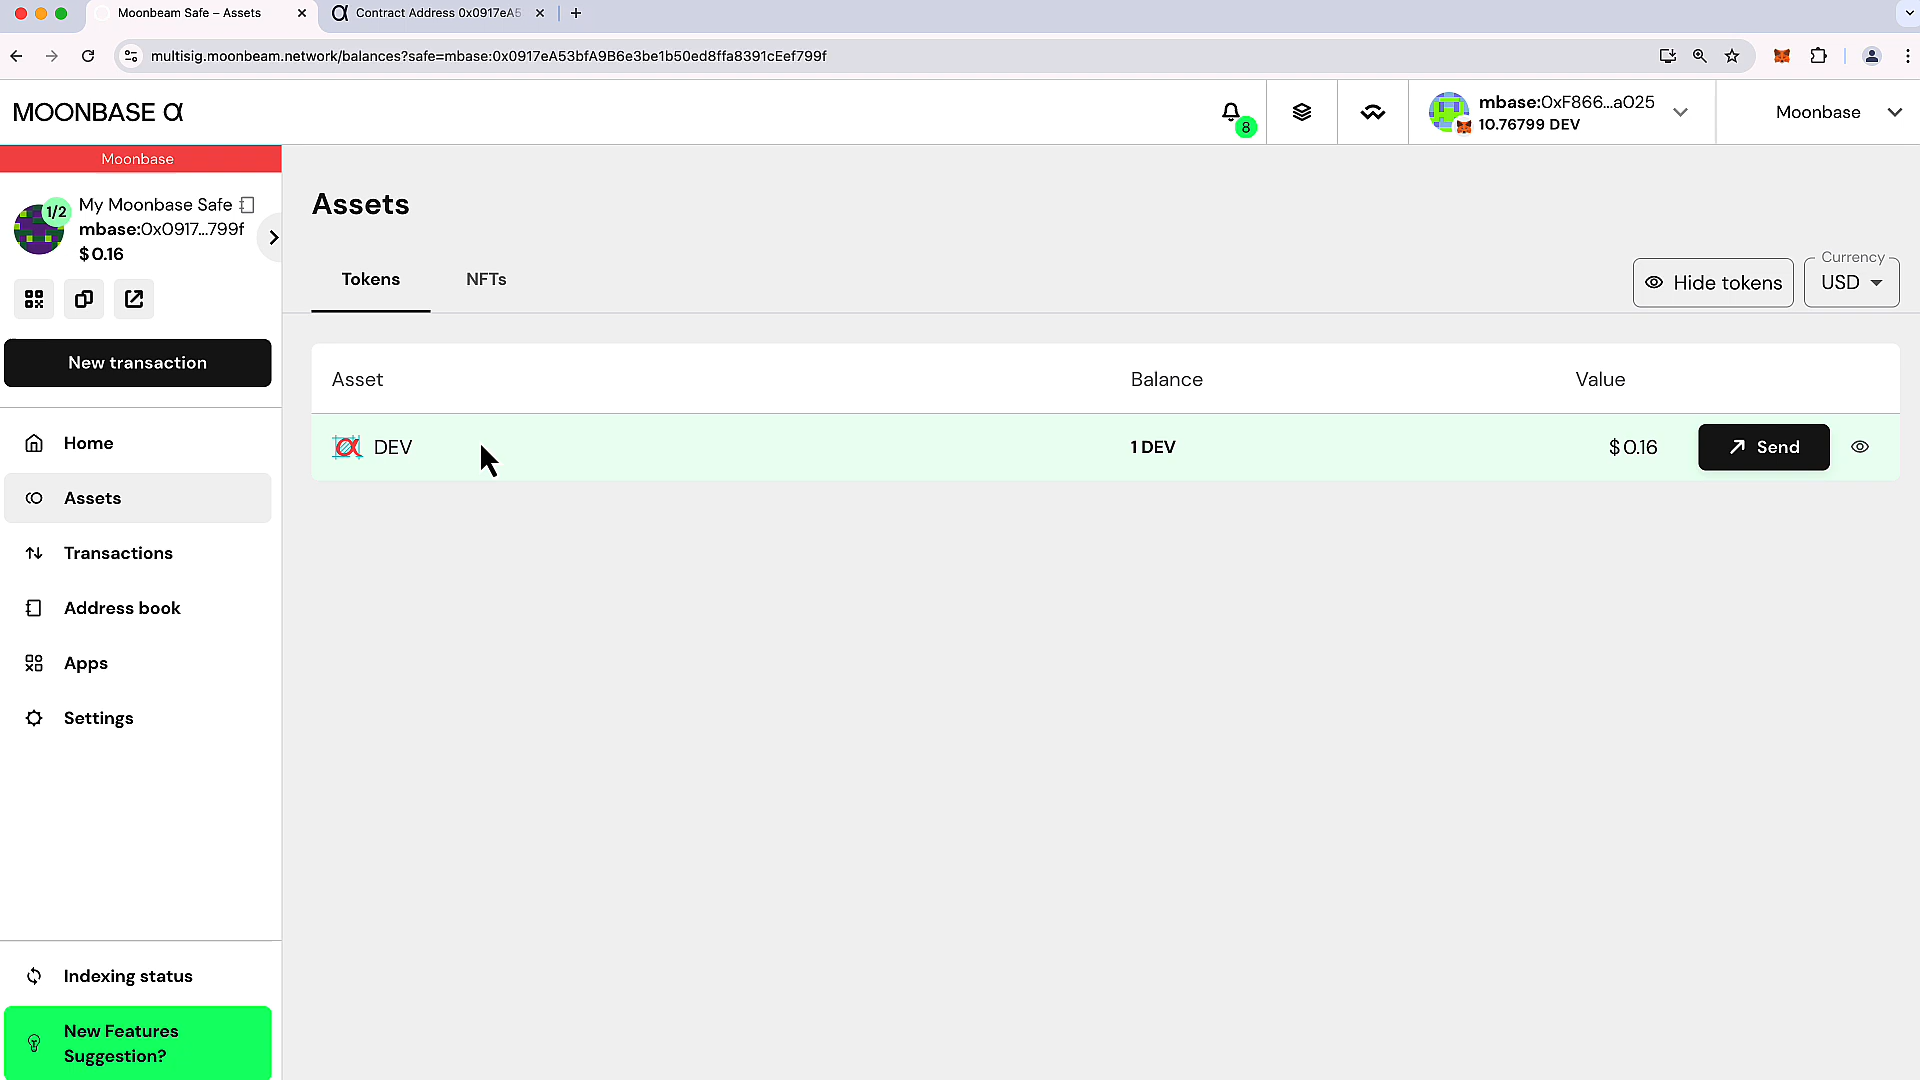 Moonbeam Safe – Assets
Contract Address 0x0917eA5
multisig.moonbeam.network/balances?safe=mbase:0x0917eA53bfA9B6e3be1b50ed8ffa8391cEef799f
MOONBASE α
8
mbase:0xF866...a025
10.76799 DEV
Moonbase
Moonbase
1/2
My Moonbase Safe
mbase:0x0917...799f
$ 0.16
New transaction
Home
Assets
Transactions
Address book
Apps
Settings
Indexing status
New Features
Suggestion?
Assets
Tokens
NFTs
Hide tokens
Currency
USD
Asset
Balance
Value
DEV
1 DEV
$ 0.16
Send